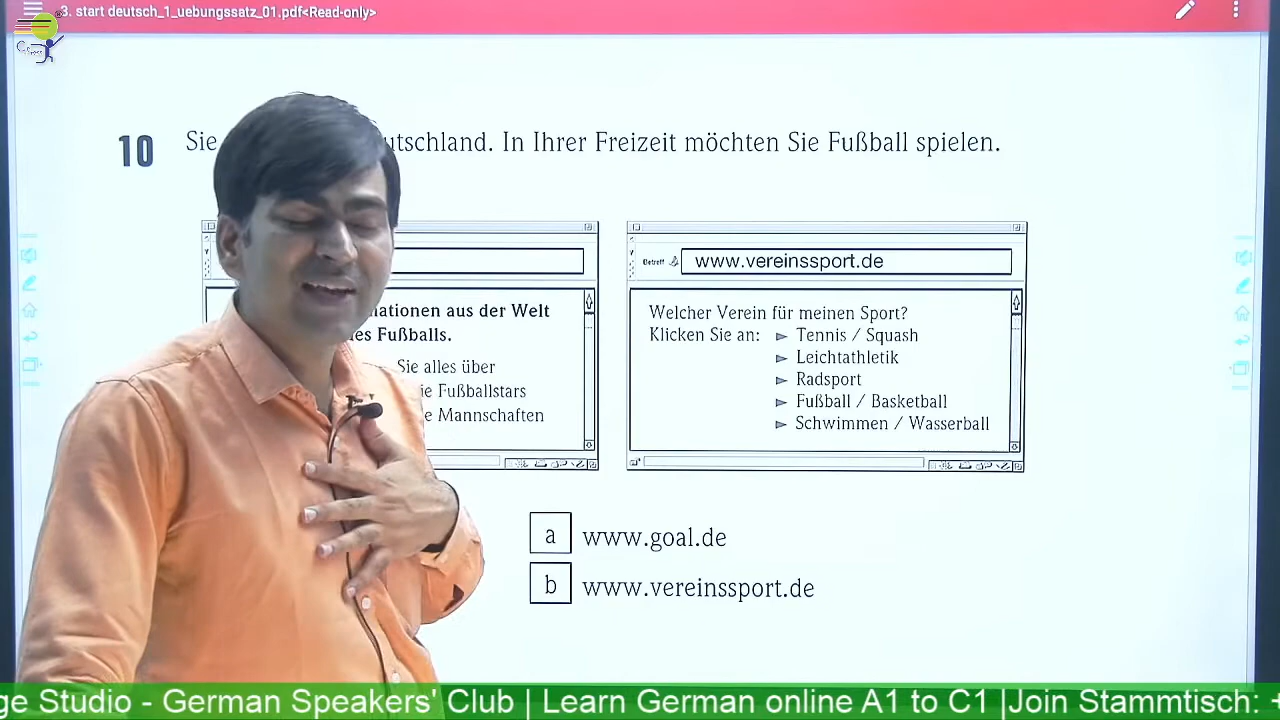 3. start deutsch_1_uebungssatz_01.pdf<Read-only>
10 Sie utschland. In Ihrer Freizeit möchten Sie Fußball spielen.
Betreff www.vereinssport.de
ationen aus der Welt
es Fußballs.
Sie alles über
ie Fußballstars
e Mannschaften
Welcher Verein für meinen Sport?
Klicken Sie an: ► Tennis / Squash
► Leichtathletik
► Radsport
► Fußball / Basketball
► Schwimmen / Wasserball
a www.goal.de
b www.vereinssport.de
ge Studio - German Speakers' Club | Learn German online A1 to C1 |Join Stammtisch: +